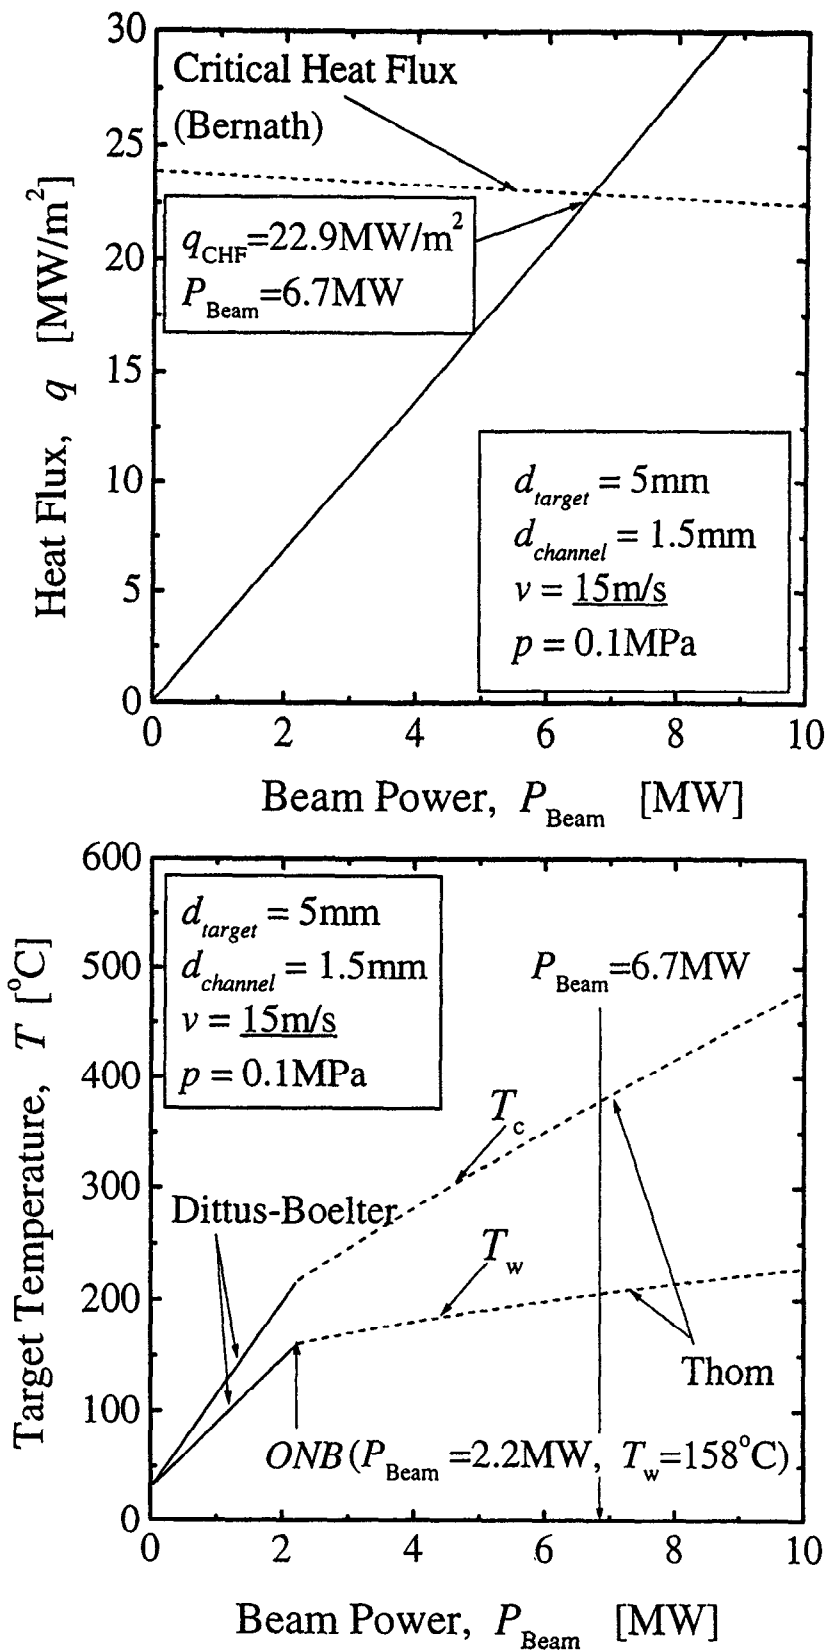 30
25
20
15
10
5
0
Heat Flux, q [MW/m²]
Critical Heat Flux
(Bernath)
q_CHF=22.9MW/m²
P_Beam=6.7MW
d_target = 5mm
d_channel = 1.5mm
v = 15m/s
p = 0.1MPa
0 2 4 6 8 10
Beam Power, P_Beam [MW]
600
500
400
300
200
100
0
Target Temperature, T [°C]
d_target = 5mm
d_channel = 1.5mm
v = 15m/s
p = 0.1MPa
P_Beam=6.7MW
T_c
Dittus-Boelter
T_w
Thom
ONB(P_Beam=2.2MW, T_w=158°C)
0 2 4 6 8 10
Beam Power, P_Beam [MW]